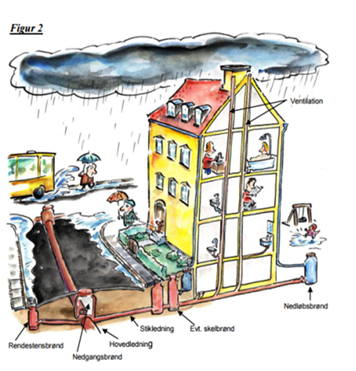 Figur 2
Ventilation
Nedløbsbrønd
Evt. skelbrønd
Stikledning
Hovedledning
Nedgangsbrønd
Rendestensbrønd